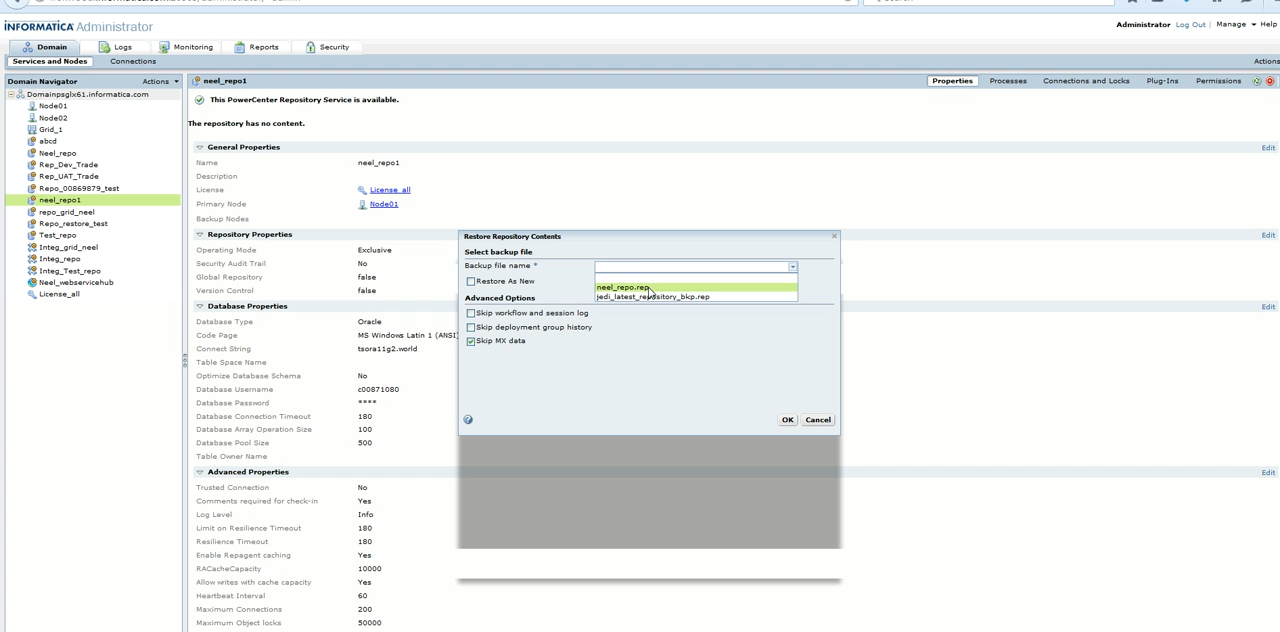 INFORMATICA Administrator
Administrator Log Out | Manage Help
Domain Logs Monitoring Reports Security
Services and Nodes Connections Actions
Domain Navigator Actions
Domainpsglx61.informatica.com
Node01
Node02
Grid_1
abcd
Neel_repo
Rep_Dev_Trade
Rep_UAT_Trade
Repo_00869879_test
neel_repo1
repo_grid_neel
Repo_restore_test
Test_repo
Integ_grid_neel
Integ_repo
Integ_Test_repo
Neel_webservicehub
License_all
neel_repo1 Properties Processes Connections and Locks Plug-Ins Permissions
This PowerCenter Repository Service is available.
The repository has no content.
General Properties Edit
Name neel_repo1
Description
License License_all
Primary Node Node01
Backup Nodes
Repository Properties Edit
Operating Mode Exclusive
Security Audit Trail No
Global Repository false
Version Control false
Database Properties Edit
Database Type Oracle
Code Page MS Windows Latin 1 (ANSI)
Connect String tsora11g2.world
Table Space Name
Optimize Database Schema No
Database Username c00871080
Database Password ****
Database Connection Timeout 180
Database Array Operation Size 100
Database Pool Size 500
Table Owner Name
Advanced Properties Edit
Trusted Connection No
Comments required for check-in Yes
Log Level Info
Limit on Resilience Timeout 180
Resilience Timeout 180
Enable Repagent caching Yes
RACacheCapacity 10000
Allow writes with cache capacity Yes
Heartbeat Interval 60
Maximum Connections 200
Maximum Object locks 50000
Restore Repository Contents
Select backup file
Backup file name *
neel_repo.rep
jedi_latest_repository_bkp.rep
Restore As New
Advanced Options
Skip workflow and session log
Skip deployment group history
Skip MX data
OK Cancel